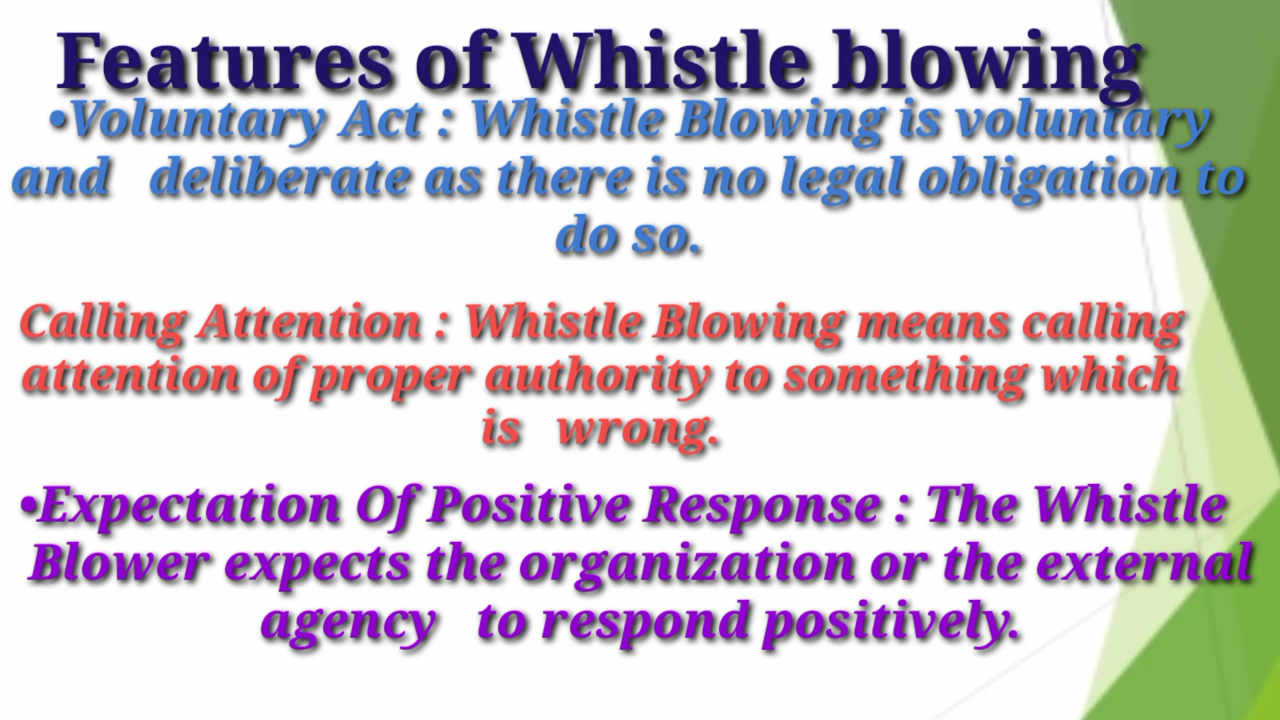 Features of Whistle blowing
•Voluntary Act : Whistle Blowing is voluntary
and deliberate as there is no legal obligation to
do so.
Calling Attention : Whistle Blowing means calling
attention of proper authority to something which
is wrong.
•Expectation Of Positive Response : The Whistle
Blower expects the organization or the external
agency to respond positively.